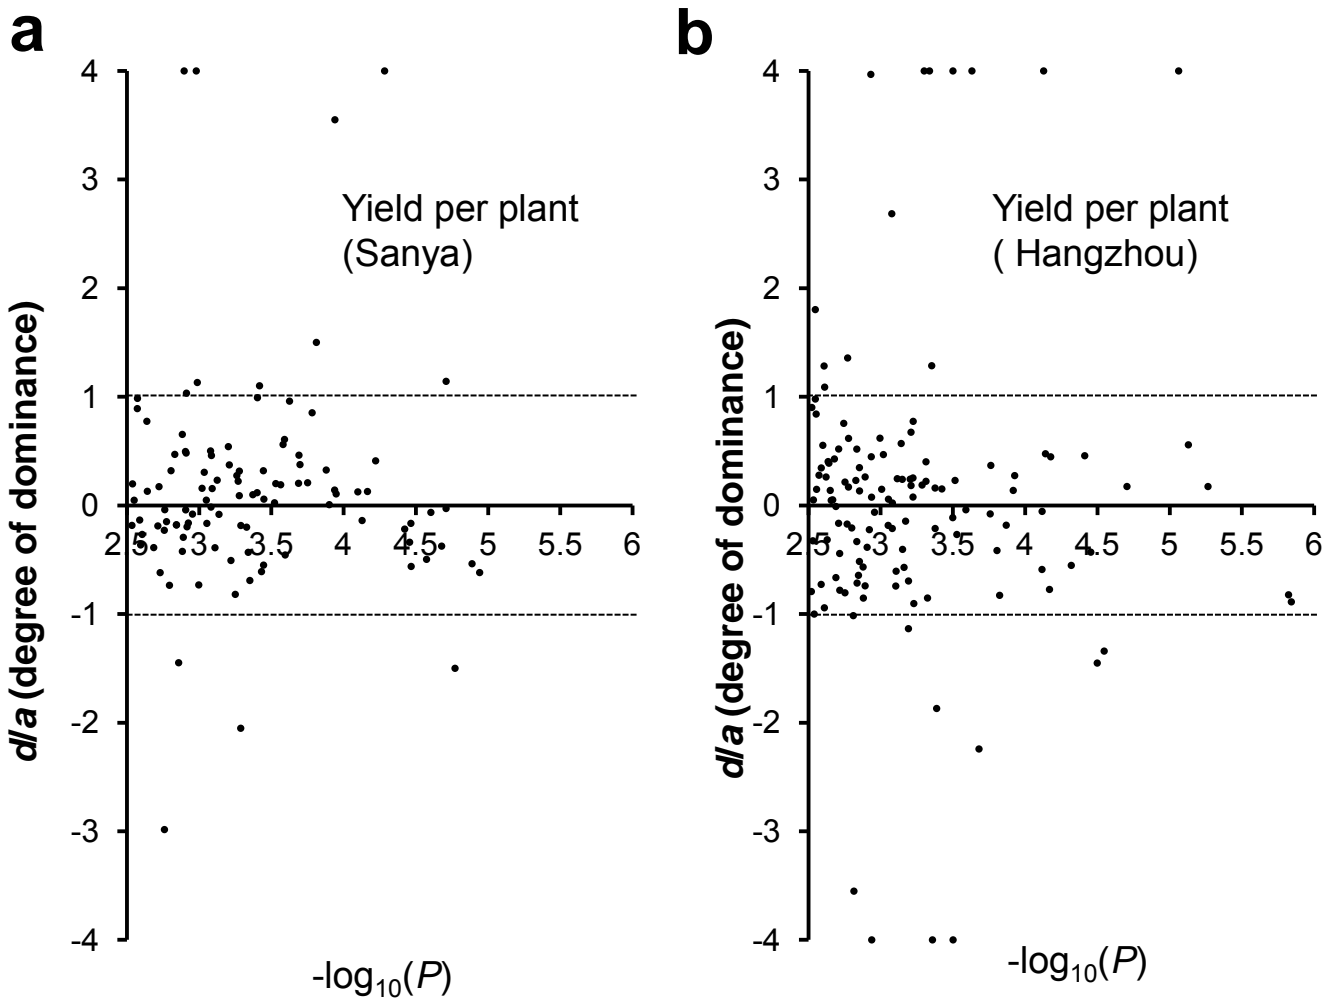 a
4
3
2
1
0
-1
-2
-3
-4
2.5 3 3.5 4 4.5 5 5.5 6
Yield per plant
(Sanya)
d/a (degree of dominance)
-log10(P)
b
4
3
2
1
0
-1
-2
-3
-4
2.5 3 3.5 4 4.5 5 5.5 6
Yield per plant
( Hangzhou)
d/a (degree of dominance)
-log10(P)